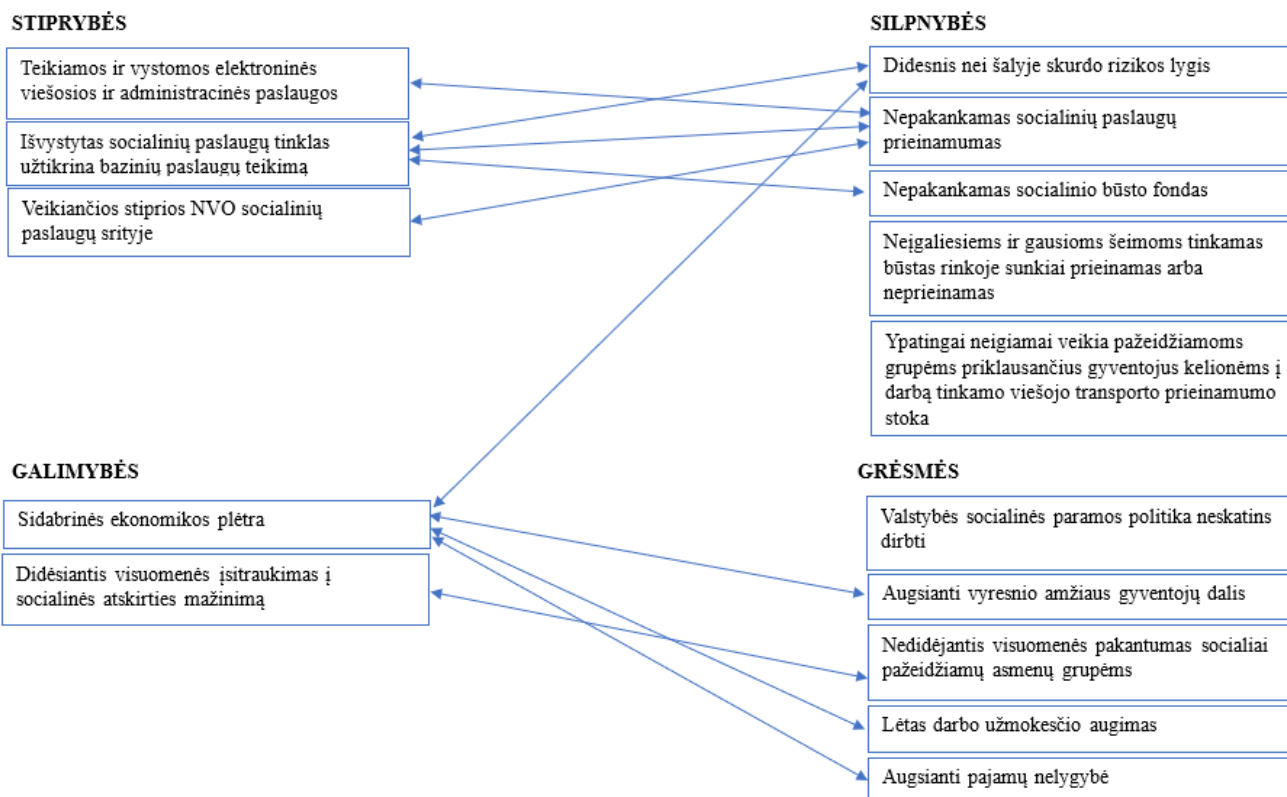 STIPRYBĖS
Teikiamos ir vystomos elektroninės
viešosios ir administracinės paslaugos
Išvystytas socialinių paslaugų tinklas
užtikrina bazinių paslaugų teikimą
Veikiančios stiprios NVO socialinių
paslaugų srityje
SILPNYBĖS
Didesnis nei šalyje skurdo rizikos lygis
Nepakankamas socialinių paslaugų
prieinamumas
Nepakankamas socialinio būsto fondas
Neįgaliesiems ir gausioms šeimoms tinkamas
būstas rinkoje sunkiai prieinamas arba
neprieinamas
Ypatingai neigiamai veikia pažeidžiamoms
grupėms priklausančius gyventojus kelionėms į
darbą tinkamo viešojo transporto prieinamumo
stoka
GALIMYBĖS
Sidabrinės ekonomikos plėtra
Didėsiantis visuomenės įsitraukimas į
socialinės atskirties mažinimą
GRĖSMĖS
Valstybės socialinės paramos politika neskatins
dirbti
Augsianti vyresnio amžiaus gyventojų dalis
Nedidėjantis visuomenės pakantumas socialiai
pažeidžiamų asmenų grupėms
Lėtas darbo užmokesčio augimas
Augsianti pajamų nelygybė